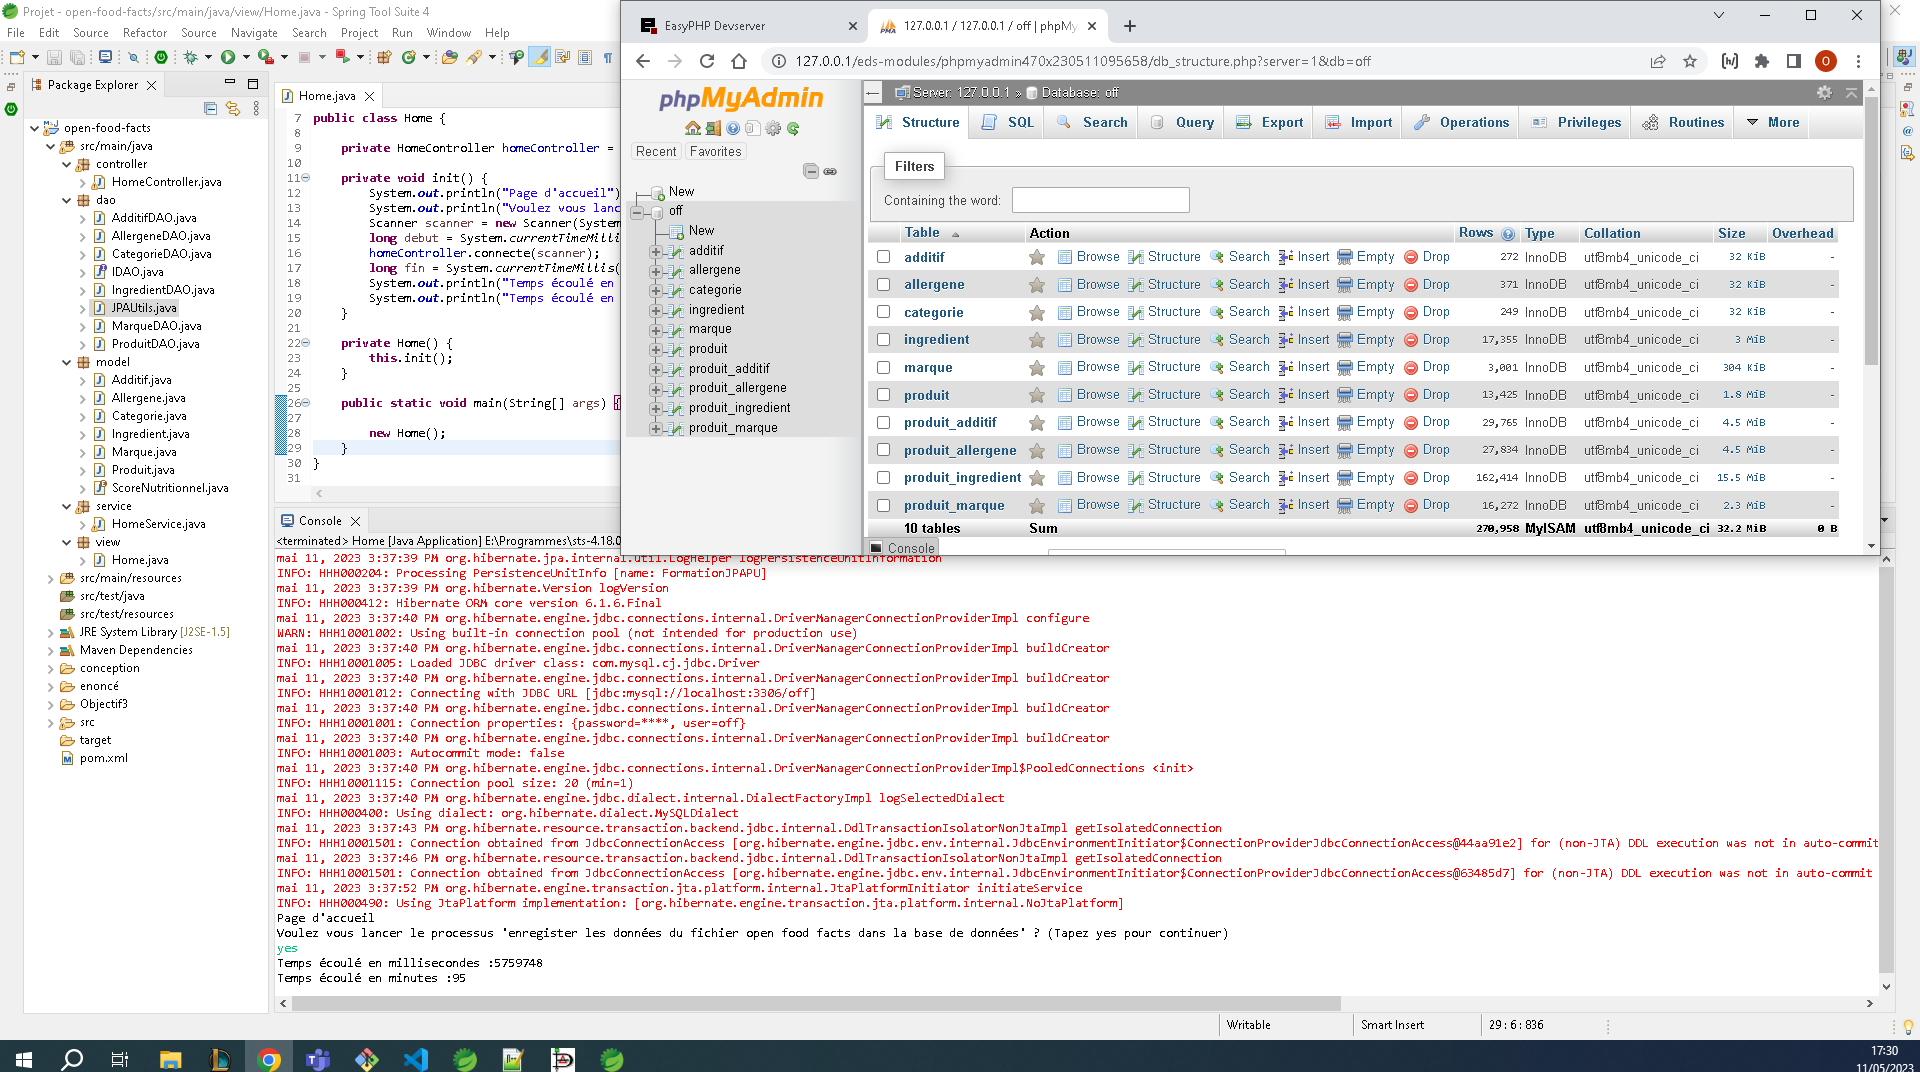 Projet - open-food-facts/src/main/java/view/Home.java - Spring Tool Suite 4
File Edit Source Refactor Source Navigate Search Project Run Window Help
Package Explorer
open-food-facts
src/main/java
controller
HomeController.java
dao
AdditifDAO.java
AllergeneDAO.java
CategorieDAO.java
IDAO.java
IngredientDAO.java
JPAUtils.java
MarqueDAO.java
ProduitDAO.java
model
Additif.java
Allergene.java
Categorie.java
Ingredient.java
Marque.java
Produit.java
ScoreNutritionnel.java
service
HomeService.java
view
Home.java
src/main/resources
src/test/java
src/test/resources
JRE System Library [J2SE-1.5]
Maven Dependencies
conception
enoncé
Objectif3
src
target
pom.xml
Home.java
7 public class Home {
8
9 private HomeController homeController =
10
11 private void init() {
12 System.out.println("Page d'accueil")
13 System.out.println("Voulez vous lanc
14 Scanner scanner = new Scanner(System
15 long debut = System.currentTimeMilli
16 homeController.connecte(scanner);
17 long fin = System.currentTimeMillis(
18 System.out.println("Temps écoulé en
19 System.out.println("Temps écoulé en
20 }
21
22 private Home() {
23 this.init();
24 }
25
26 public static void main(String[] args) {
27
28 new Home();
29 }
30 }
31
EasyPHP Devserver
127.0.0.1 / 127.0.0.1 / off | phpMy
127.0.0.1/eds-modules/phpmyadmin470x230511095658/db_structure.php?server=1&db=off
O
phpMyAdmin
Recent Favorites
New
off
New
additif
allergene
categorie
ingredient
marque
produit
produit_additif
produit_allergene
produit_ingredient
produit_marque
Server: 127.0.0.1 » Database: off
Structure SQL Search Query Export Import Operations Privileges Routines More
Filters
Containing the word:
Table Action Rows Type Collation Size Overhead
additif Browse Structure Search Insert Empty Drop 272 InnoDB utf8mb4_unicode_ci 32 KiB -
allergene Browse Structure Search Insert Empty Drop 371 InnoDB utf8mb4_unicode_ci 32 KiB -
categorie Browse Structure Search Insert Empty Drop 249 InnoDB utf8mb4_unicode_ci 32 KiB -
ingredient Browse Structure Search Insert Empty Drop 17,355 InnoDB utf8mb4_unicode_ci 3 MiB -
marque Browse Structure Search Insert Empty Drop 3,001 InnoDB utf8mb4_unicode_ci 304 KiB -
produit Browse Structure Search Insert Empty Drop 13,425 InnoDB utf8mb4_unicode_ci 1.8 MiB -
produit_additif Browse Structure Search Insert Empty Drop 29,765 InnoDB utf8mb4_unicode_ci 4.5 MiB -
produit_allergene Browse Structure Search Insert Empty Drop 27,834 InnoDB utf8mb4_unicode_ci 4.5 MiB -
produit_ingredient Browse Structure Search Insert Empty Drop 162,414 InnoDB utf8mb4_unicode_ci 15.5 MiB -
produit_marque Browse Structure Search Insert Empty Drop 16,272 InnoDB utf8mb4_unicode_ci 2.3 MiB -
10 tables Sum 270,958 MyISAM utf8mb4_unicode_ci 32.2 MiB 0 B
Console
Console
<terminated> Home [Java Application] E:\Programmes\sts-4.18.0
mai 11, 2023 3:37:39 PM org.hibernate.jpa.internal.util.LogHelper logPersistenceUnitInformation
INFO: HHH000204: Processing PersistenceUnitInfo [name: FormationJPAPU]
mai 11, 2023 3:37:39 PM org.hibernate.Version logVersion
INFO: HHH000412: Hibernate ORM core version 6.1.6.Final
mai 11, 2023 3:37:40 PM org.hibernate.engine.jdbc.connections.internal.DriverManagerConnectionProviderImpl configure
WARN: HHH10001002: Using built-in connection pool (not intended for production use)
mai 11, 2023 3:37:40 PM org.hibernate.engine.jdbc.connections.internal.DriverManagerConnectionProviderImpl buildCreator
INFO: HHH10001005: Loaded JDBC driver class: com.mysql.cj.jdbc.Driver
mai 11, 2023 3:37:40 PM org.hibernate.engine.jdbc.connections.internal.DriverManagerConnectionProviderImpl buildCreator
INFO: HHH10001012: Connecting with JDBC URL [jdbc:mysql://localhost:3306/off]
mai 11, 2023 3:37:40 PM org.hibernate.engine.jdbc.connections.internal.DriverManagerConnectionProviderImpl buildCreator
INFO: HHH10001001: Connection properties: {password=****, user=off}
mai 11, 2023 3:37:40 PM org.hibernate.engine.jdbc.connections.internal.DriverManagerConnectionProviderImpl buildCreator
INFO: HHH10001003: Autocommit mode: false
mai 11, 2023 3:37:40 PM org.hibernate.engine.jdbc.connections.internal.DriverManagerConnectionProviderImpl$PooledConnections <init>
INFO: HHH10001115: Connection pool size: 20 (min=1)
mai 11, 2023 3:37:40 PM org.hibernate.engine.jdbc.dialect.internal.DialectFactoryImpl logSelectedDialect
INFO: HHH000400: Using dialect: org.hibernate.dialect.MySQLDialect
mai 11, 2023 3:37:43 PM org.hibernate.resource.transaction.backend.jdbc.internal.DdlTransactionIsolatorNonJtaImpl getIsolatedConnection
INFO: HHH10001501: Connection obtained from JdbcConnectionAccess [org.hibernate.engine.jdbc.env.internal.JdbcEnvironmentInitiator$ConnectionProviderJdbcConnectionAccess@44aa91e2] for (non-JTA) DDL execution was not in auto-commit
mai 11, 2023 3:37:46 PM org.hibernate.resource.transaction.backend.jdbc.internal.DdlTransactionIsolatorNonJtaImpl getIsolatedConnection
INFO: HHH10001501: Connection obtained from JdbcConnectionAccess [org.hibernate.engine.jdbc.env.internal.JdbcEnvironmentInitiator$ConnectionProviderJdbcConnectionAccess@63485d7] for (non-JTA) DDL execution was not in auto-commit
mai 11, 2023 3:37:52 PM org.hibernate.engine.transaction.jta.platform.internal.JtaPlatformInitiator initiateService
INFO: HHH000490: Using JtaPlatform implementation: [org.hibernate.engine.transaction.jta.platform.internal.NoJtaPlatform]
Page d'accueil
Voulez vous lancer le processus 'enregister les données du fichier open food facts dans la base de données' ? (Tapez yes pour continuer)
yes
Temps écoulé en millisecondes :5759748
Temps écoulé en minutes :95
Writable Smart Insert 29 : 6 : 836
17:30
11/05/2023